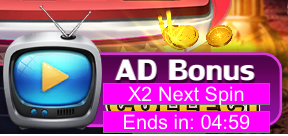 AD Bonus
X2 Next Spin
Ends in: 04:59